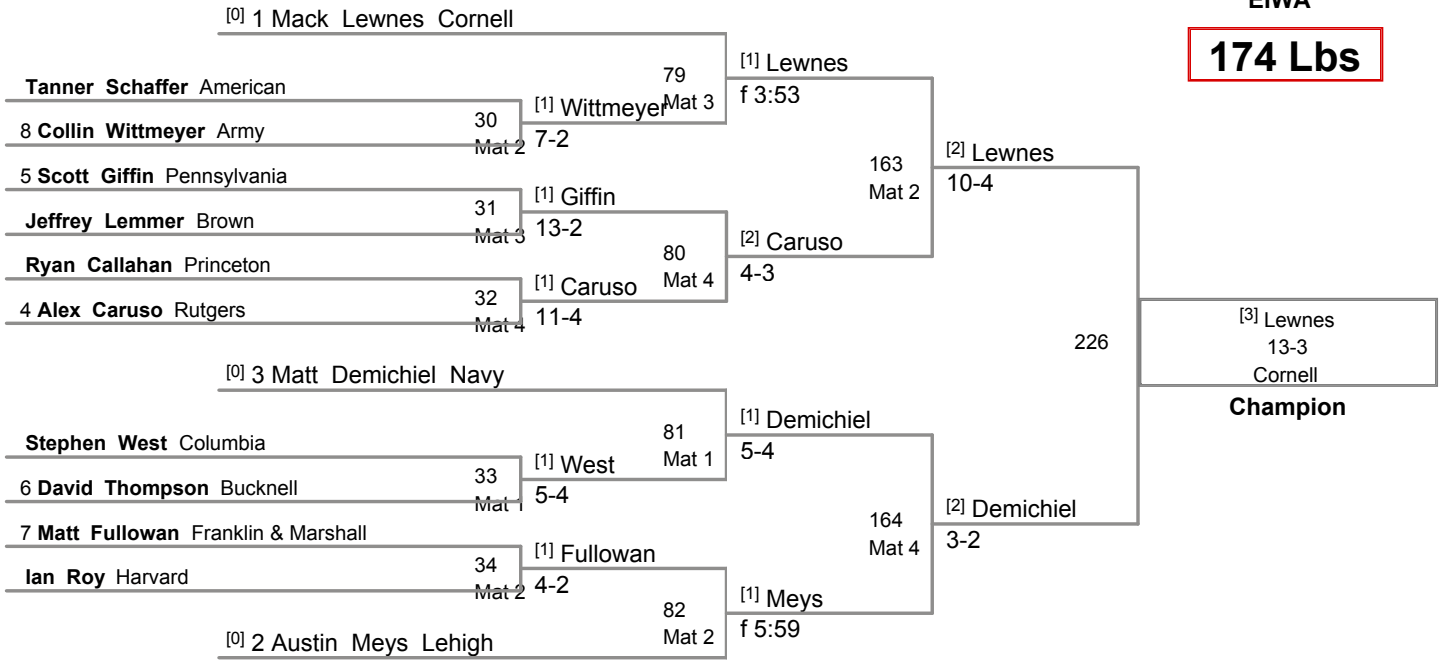 EIWA
174 Lbs
[0] 1 Mack Lewnes Cornell
Tanner Schaffer American
8 Collin Wittmeyer Army
5 Scott Giffin Pennsylvania
Jeffrey Lemmer Brown
Ryan Callahan Princeton
4 Alex Caruso Rutgers
[0] 3 Matt Demichiel Navy
Stephen West Columbia
6 David Thompson Bucknell
7 Matt Fullowan Franklin & Marshall
Ian Roy Harvard
[0] 2 Austin Meys Lehigh
30
Mat 2
[1] Wittmeyer
7-2
31
Mat 3
[1] Giffin
13-2
32
Mat 4
[1] Caruso
11-4
33
Mat 1
[1] West
5-4
34
Mat 2
[1] Fullowan
4-2
79
Mat 3
[1] Lewnes
f 3:53
80
Mat 4
[2] Caruso
4-3
81
Mat 1
[1] Demichiel
5-4
82
Mat 2
[1] Meys
f 5:59
163
Mat 2
[2] Lewnes
10-4
164
Mat 4
[2] Demichiel
3-2
226
[3] Lewnes
13-3
Cornell
Champion